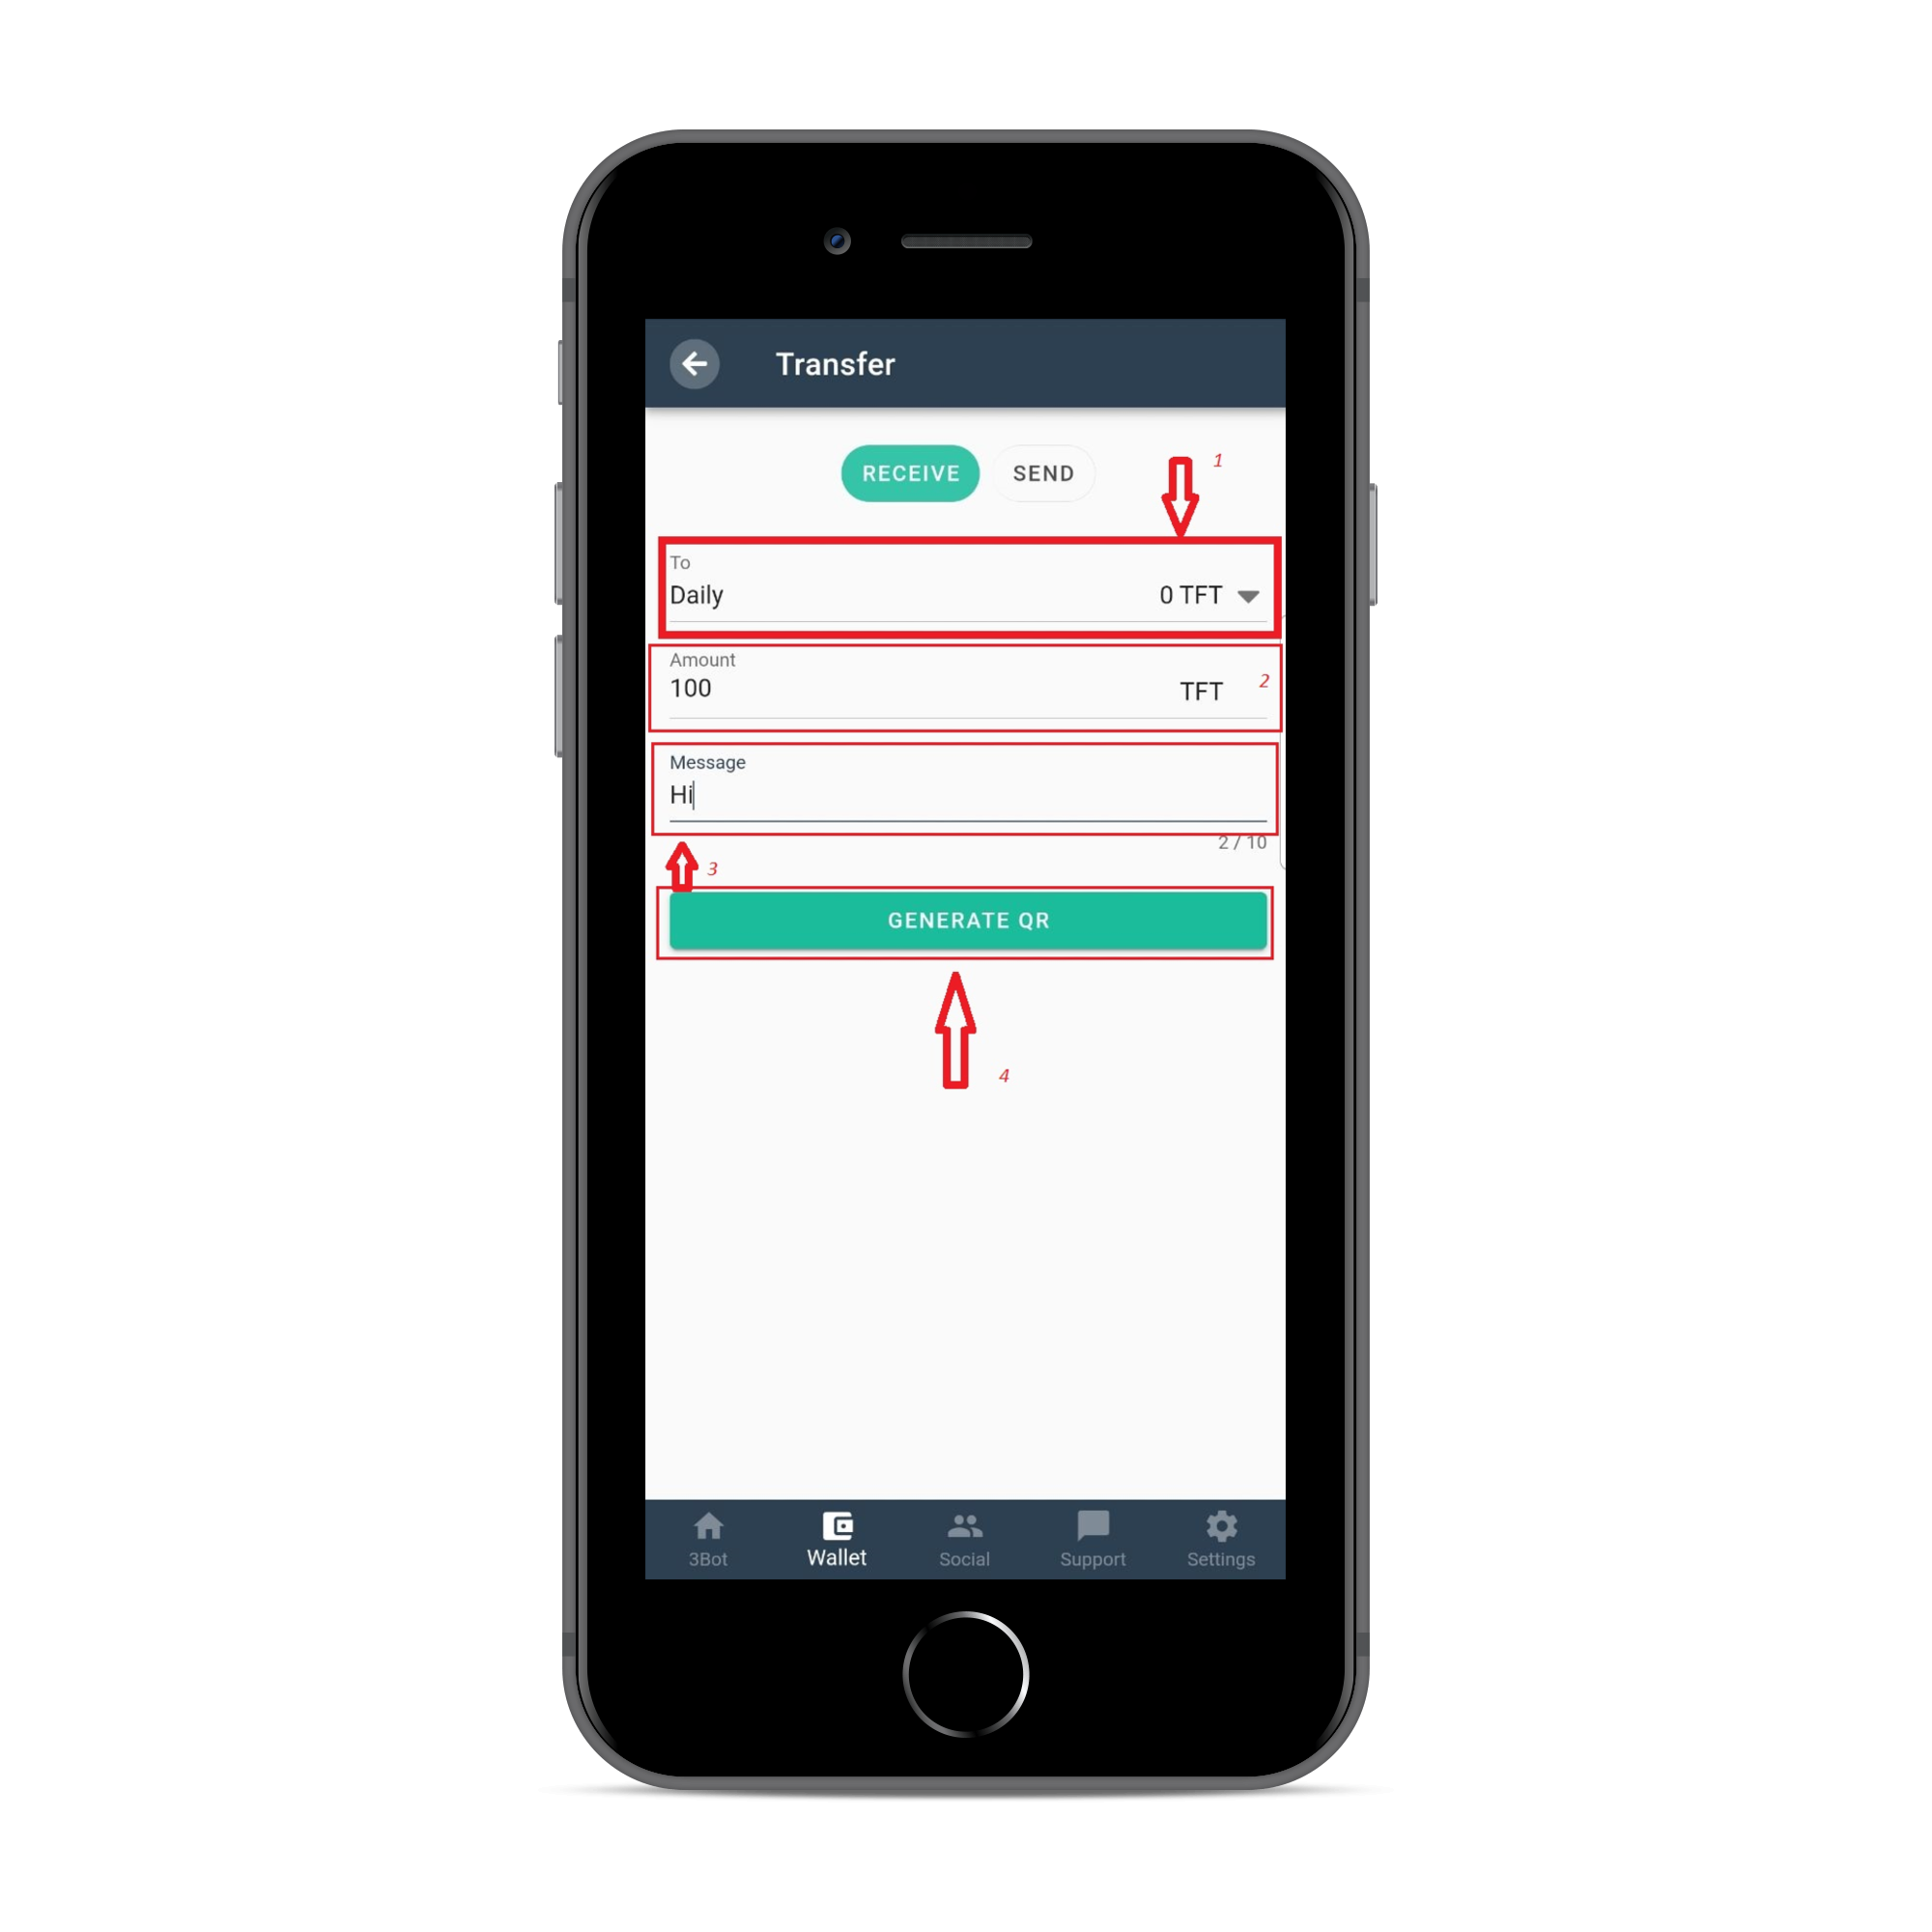 Transfer
RECEIVE SEND
1
To
Daily 0 TFT
Amount
100 TFT 2
Message
Hi
2 / 10
3
GENERATE QR
4
3Bot Wallet Social Support Settings